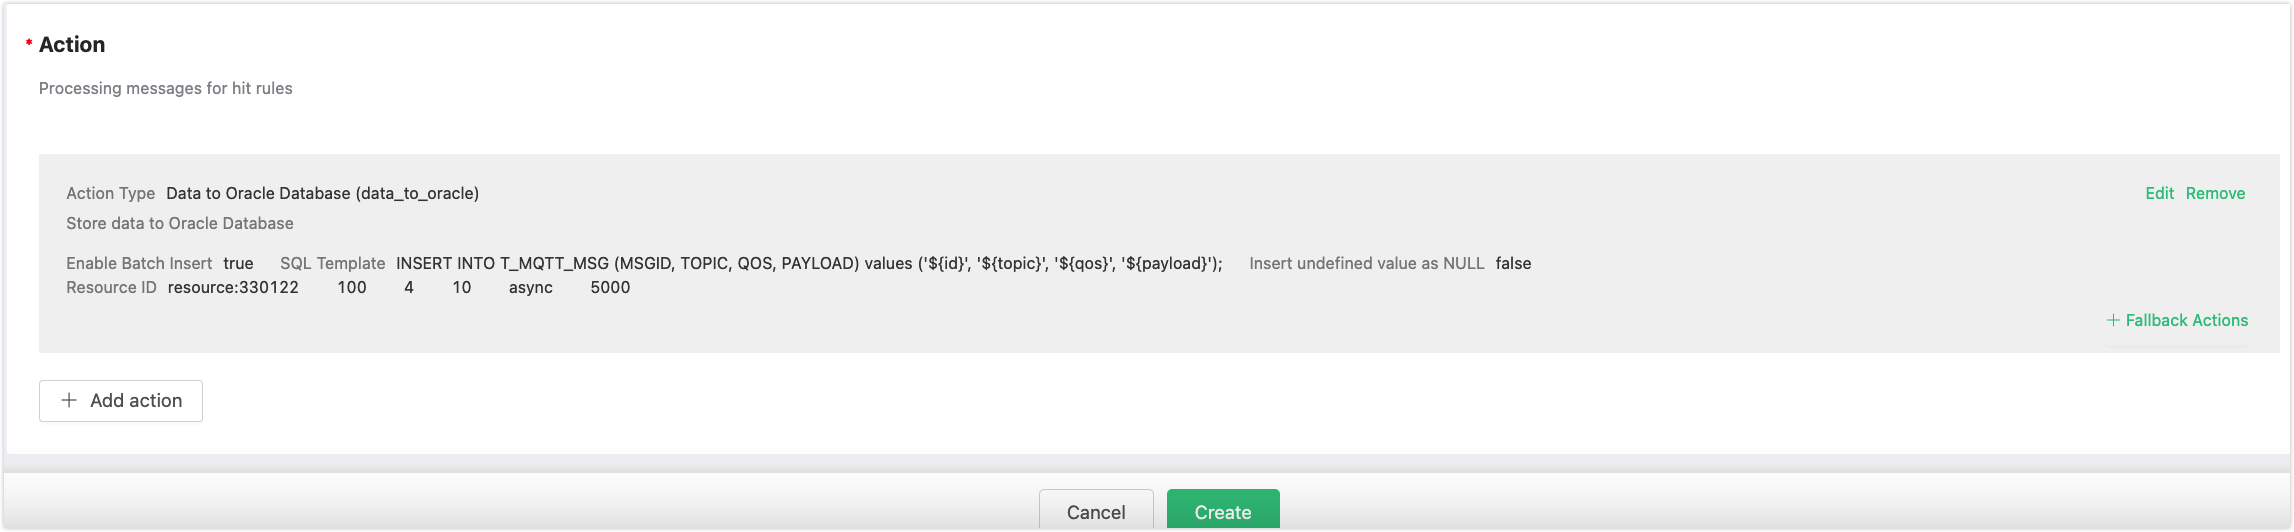 * Action
Processing messages for hit rules
Action Type Data to Oracle Database (data_to_oracle) Edit Remove
Store data to Oracle Database
Enable Batch Insert true SQL Template INSERT INTO T_MQTT_MSG (MSGID, TOPIC, QOS, PAYLOAD) values ('${id}', '${topic}', '${qos}', '${payload}'); Insert undefined value as NULL false
Resource ID resource:330122 100 4 10 async 5000
+ Fallback Actions
+ Add action
Cancel Create